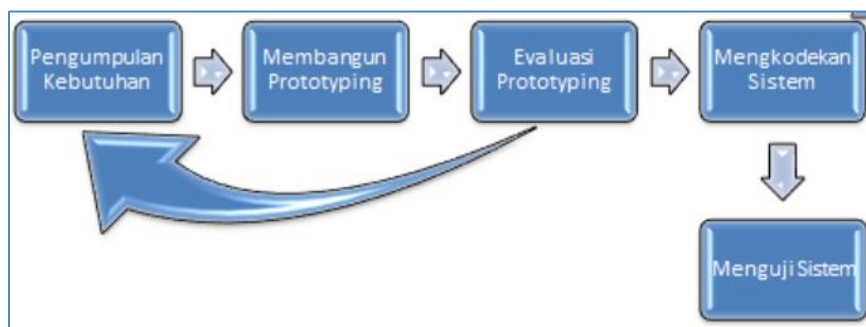 Pengumpulan
Kebutuhan
Membangun
Prototyping
Evaluasi
Prototyping
Mengkodekan
Sistem
Menguji Sistem